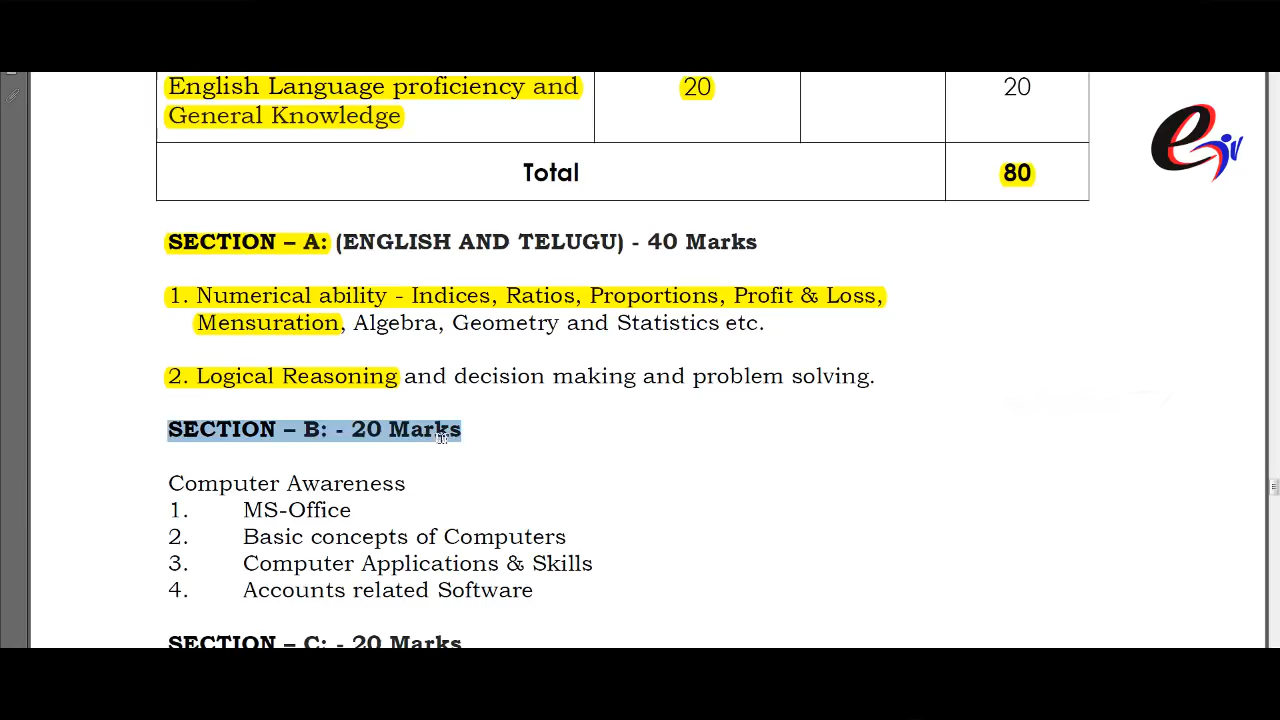 English Language proficiency and 20 20
General Knowledge
Total 80
SECTION – A: (ENGLISH AND TELUGU) - 40 Marks
1. Numerical ability - Indices, Ratios, Proportions, Profit & Loss,
Mensuration, Algebra, Geometry and Statistics etc.
2. Logical Reasoning and decision making and problem solving.
SECTION – B: - 20 Marks
Computer Awareness
1. MS-Office
2. Basic concepts of Computers
3. Computer Applications & Skills
4. Accounts related Software
SECTION – C: - 20 Marks